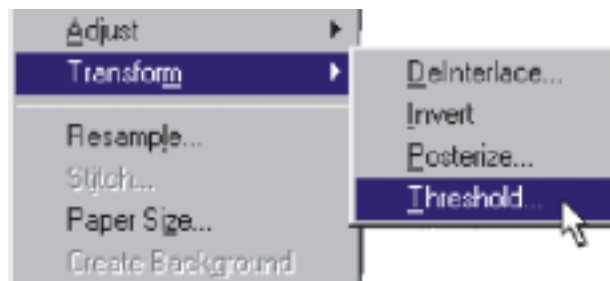 Adjust
Transform
Resample...
Stitch...
Paper Size...
Create Background
DeInterlace...
Invert
Posterize...
Threshold...